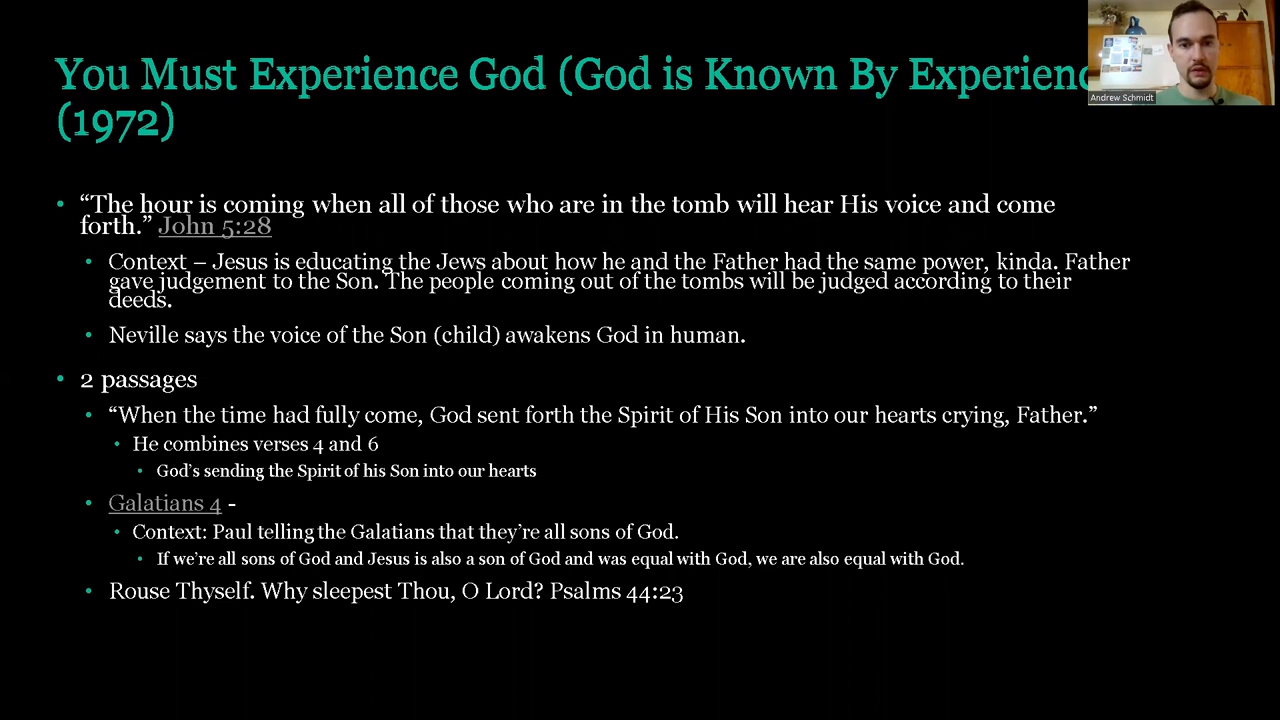 You Must Experience God (God is Known By Experienc
(1972)
Andrew Schmidt
• “The hour is coming when all of those who are in the tomb will hear His voice and come
forth.” John 5:28
• Context – Jesus is educating the Jews about how he and the Father had the same power, kinda. Father
gave judgement to the Son. The people coming out of the tombs will be judged according to their
deeds.
• Neville says the voice of the Son (child) awakens God in human.
• 2 passages
• “When the time had fully come, God sent forth the Spirit of His Son into our hearts crying, Father.”
• He combines verses 4 and 6
• God’s sending the Spirit of his Son into our hearts
• Galatians 4 -
• Context: Paul telling the Galatians that they’re all sons of God.
• If we’re all sons of God and Jesus is also a son of God and was equal with God, we are also equal with God.
• Rouse Thyself. Why sleepest Thou, O Lord? Psalms 44:23